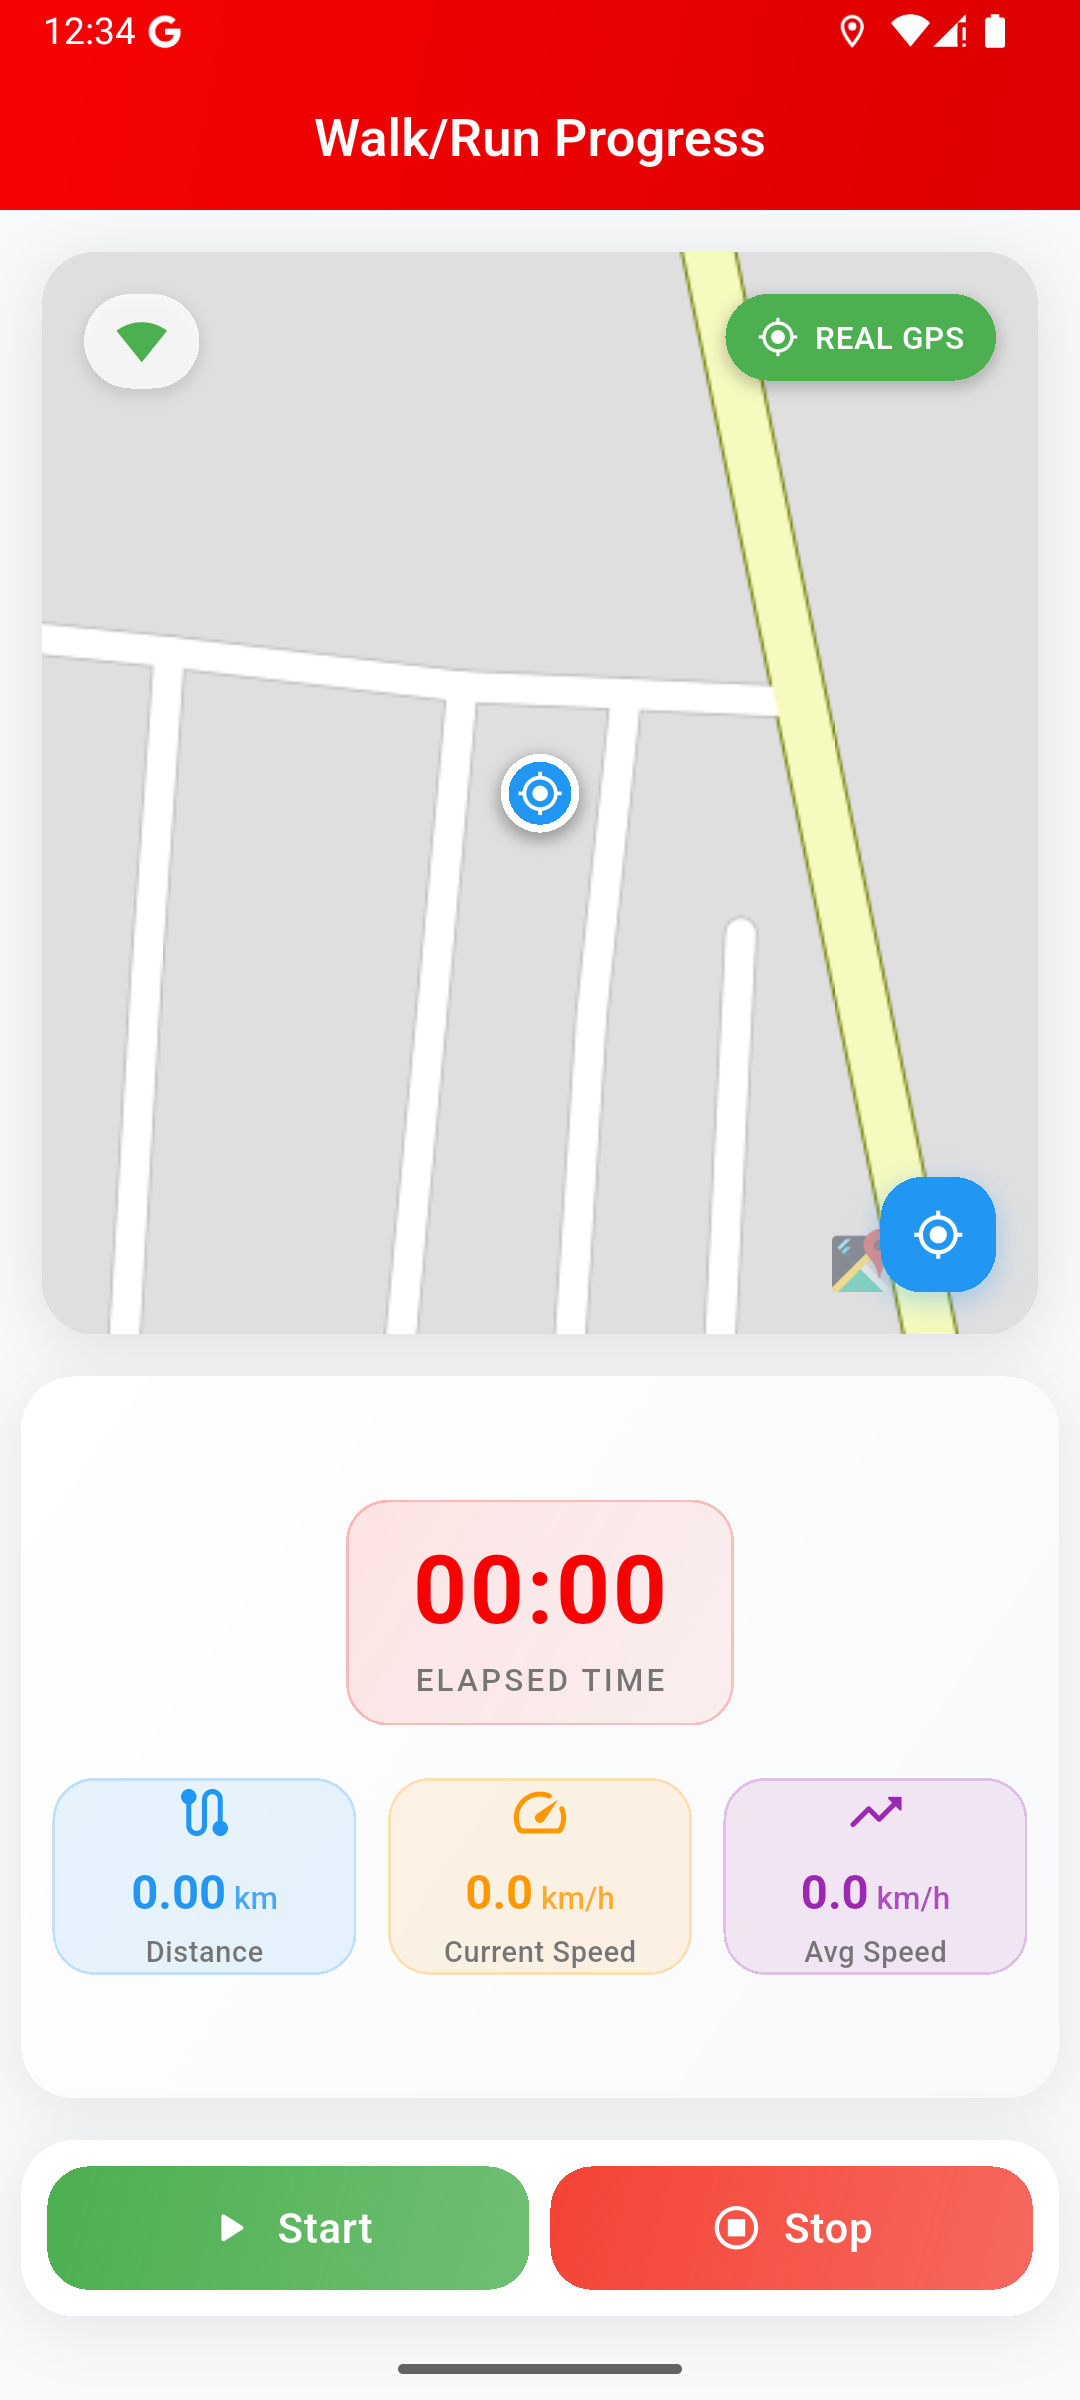 12:34
Walk/Run Progress
REAL GPS
00:00
ELAPSED TIME
0.00 km
Distance
0.0 km/h
Current Speed
0.0 km/h
Avg Speed
Start
Stop